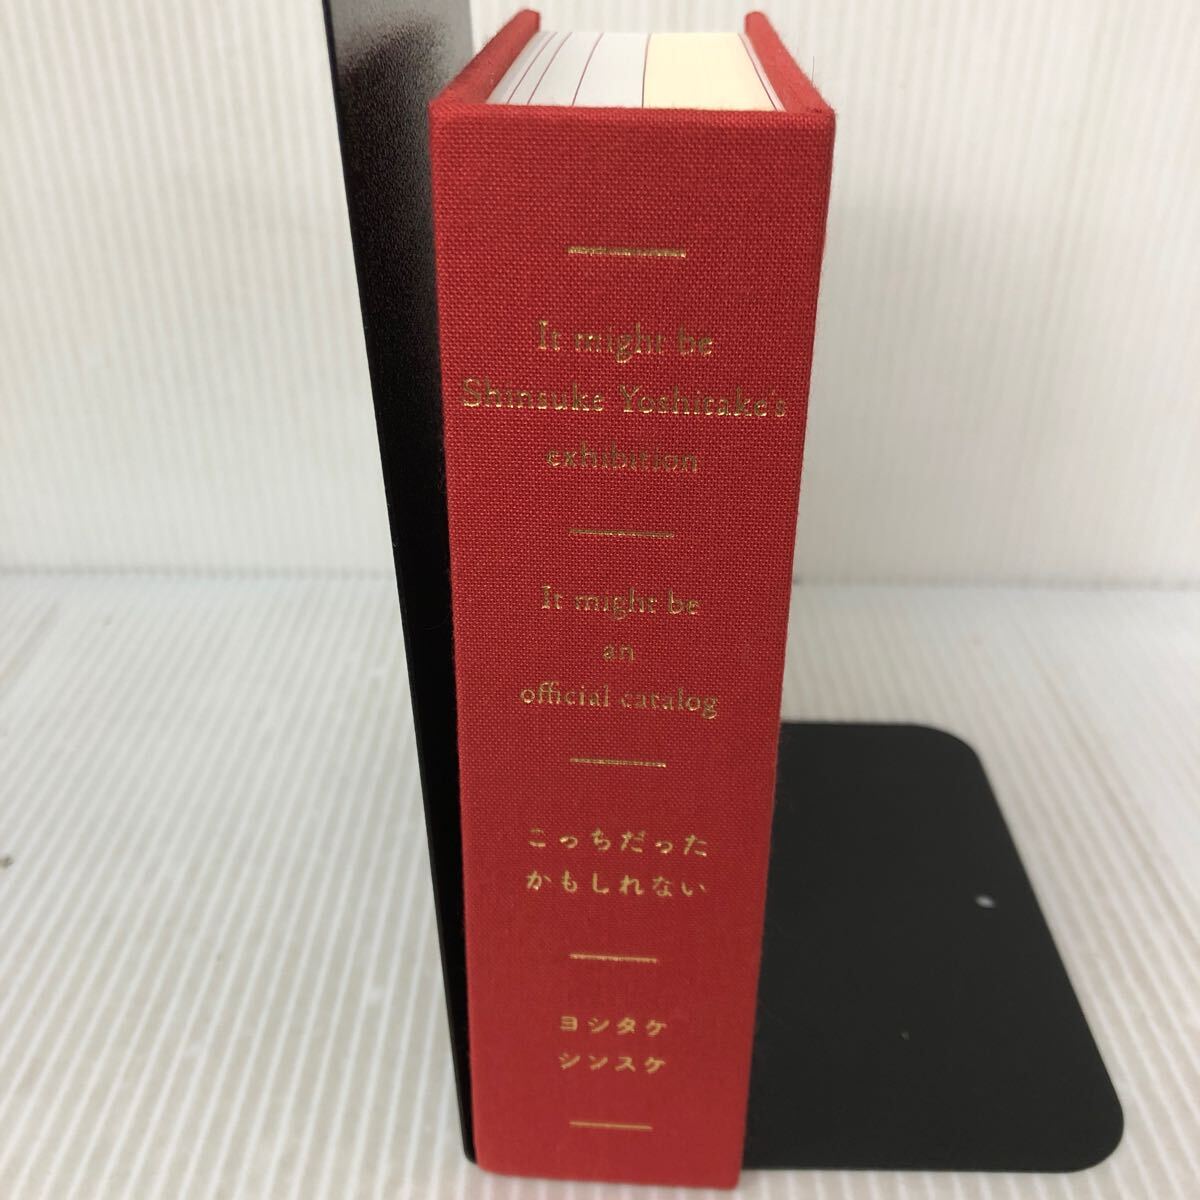 It might be
Shinsuke Yoshitake's
exhibition
It might be
an
official catalog
こっちだった
かもしれない
ヨシタケ
シンスケ